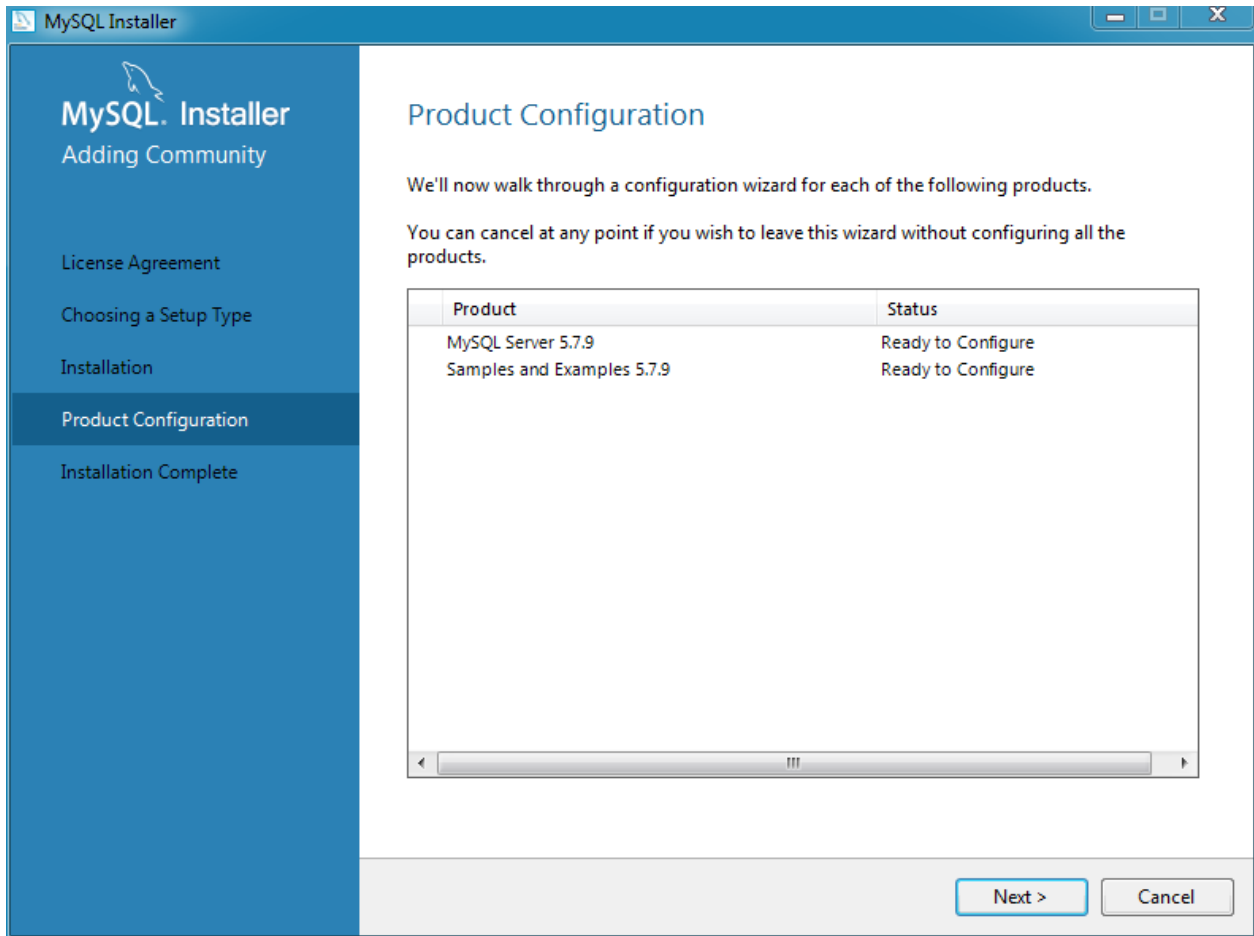 MySQL Installer
MySQL. Installer
Adding Community
License Agreement
Choosing a Setup Type
Installation
Product Configuration
Installation Complete
Product Configuration
We'll now walk through a configuration wizard for each of the following products.
You can cancel at any point if you wish to leave this wizard without configuring all the
products.
Product Status
MySQL Server 5.7.9 Ready to Configure
Samples and Examples 5.7.9 Ready to Configure
Next > Cancel